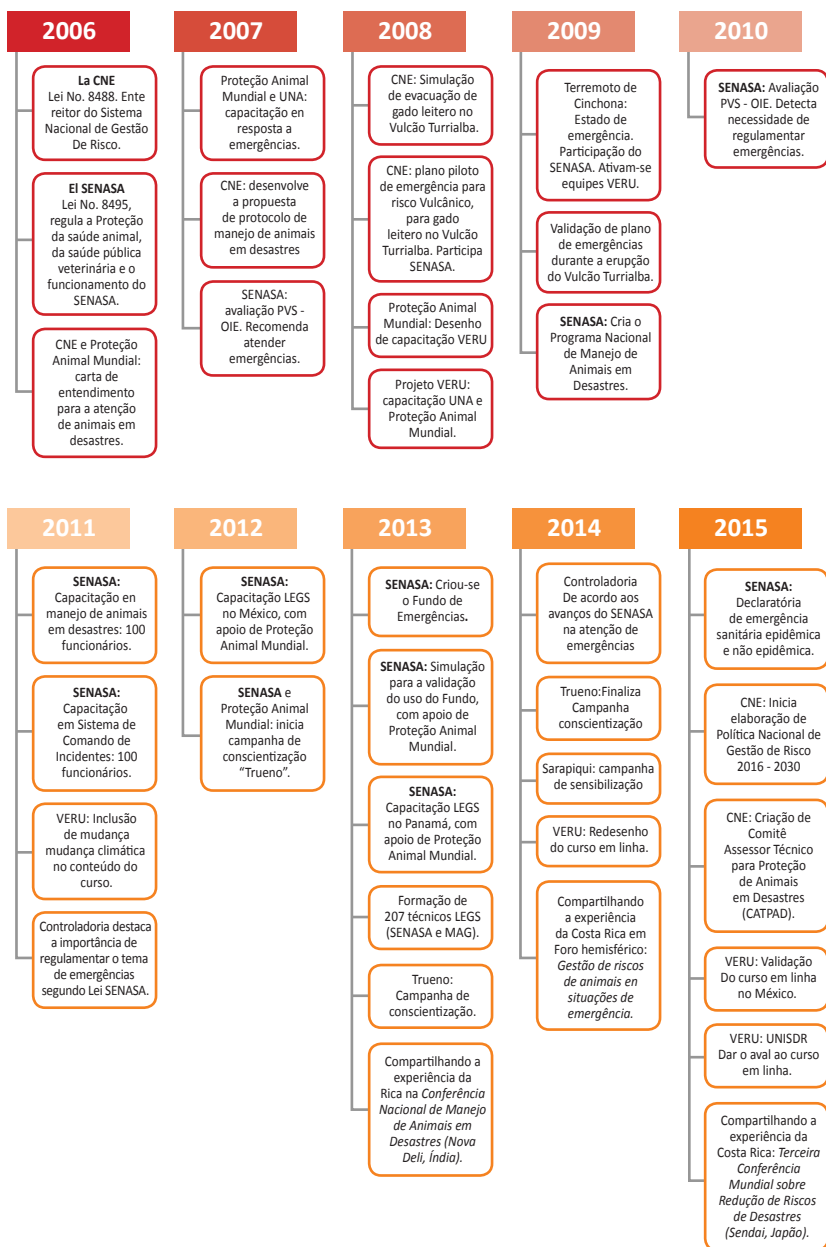 2006
La CNE
Lei No. 8488. Ente
reitor do Sistema
Nacional de Gestão
De Risco.
El SENASA
Lei No. 8495,
regula a Proteção
da saúde animal,
da saúde pública
veterinária e o
funcionamento do
SENASA.
CNE e Proteção
Animal Mundial:
carta de
entendimento
para a atenção
de animais em
desastres.
2007
Proteção Animal
Mundial e UNA:
capacitação en
resposta a
emergências.
CNE: desenvolve
a proposta
de protocolo de
manejo de animais
em desastres
SENASA:
avaliação PVS -
OIE. Recomenda
atender
emergências.
2008
CNE: Simulação
de evacuação de
gado leitero no
Vulcão Turrialba.
CNE: plano piloto
de emergência para
risco Vulcânico,
para gado
leitero no Vulcão
Turrialba. Participa
SENASA.
Proteção Animal
Mundial: Desenho
de capacitação VERU
Projeto VERU:
capacitação UNA e
Proteção Animal
Mundial.
2009
Terremoto de
Cinchona:
Estado de
emergência.
Participação do
SENASA. Ativam-se
equipes VERU.
Validação de plano
de emergências
durante a erupção
do Vulcão Turrialba.
SENASA: Cria o
Programa Nacional
de Manejo de
Animais em
Desastres.
2010
SENASA: Avaliação
PVS - OIE. Detecta
necessidade de
regulamentar
emergências.
2011
SENASA:
Capacitação en
manejo de animais
em desastres: 100
funcionários.
SENASA:
Capacitação
em Sistema de
Comando de
Incidentes: 100
funcionários.
VERU: Inclusão
de mudança
mudança climática
no conteúdo do
curso.
Controladoria destaca
a importância de
regulamentar o tema
de emergências
segundo Lei SENASA.
2012
SENASA:
Capacitação LEGS
no México, com
apoio de Proteção
Animal Mundial.
SENASA e
Proteção Animal
Mundial: inicia
campanha de
conscientização
“Trueno”.
2013
SENASA: Criou-se
o Fundo de
Emergências.
SENASA: Simulação
para a validação
do uso do Fundo,
com apoio de
Proteção Animal
Mundial.
SENASA:
Capacitação LEGS
no Panamá, com
apoio de Proteção
Animal Mundial.
Formação de
207 técnicos LEGS
(SENASA e MAG).
Trueno:
Campanha de
conscientização.
Compartilhando a
experiência da
Rica na Conferência
Nacional de Manejo
de Animais em
Desastres (Nova
Deli, Índia).
2014
Controladoria
De acordo aos
avanços do SENASA
na atenção de
emergências
Trueno:Finaliza
Campanha
conscientização
Sarapiqui: campanha
de sensibilização
VERU: Redesenho
do curso em linha.
Compartilhando
a experiência
da Costa Rica em
Foro hemisférico:
Gestão de riscos
de animais en
situações de
emergência.
2015
SENASA:
Declaratória
de emergência
sanitária epidêmica
e não epidêmica.
CNE: Inicia
elaboração de
Política Nacional de
Gestão de Risco
2016 - 2030
CNE: Criação de
Comitê
Assessor Técnico
para Proteção
de Animais
em Desastres
(CATPAD).
VERU: Validação
Do curso em linha
no México.
VERU: UNISDR
Dar o aval ao curso
em linha.
Compartilhando a
experiência da
Costa Rica: Terceira
Conferência
Mundial sobre
Redução de Riscos
de Desastres
(Sendai, Japão).